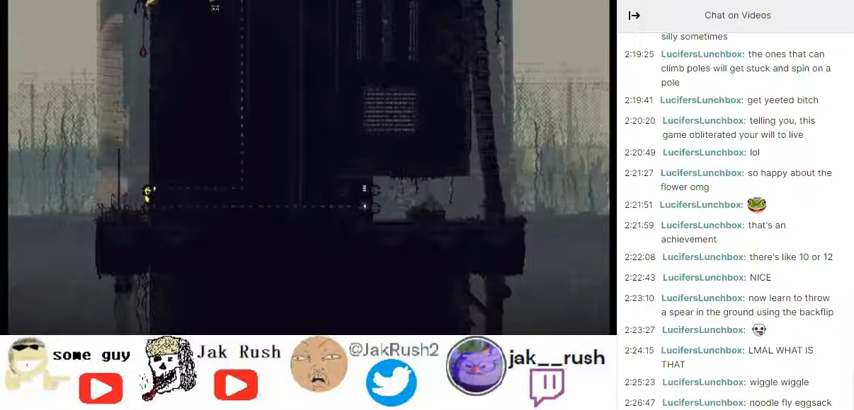 Chat on Videos
silly sometimes
2:19:25 LucifersLunchbox: the ones that can
climb poles will get stuck and spin on a
pole
2:19:41 LucifersLunchbox: get yeeted bitch
2:20:20 LucifersLunchbox: telling you, this
game obliterated your will to live
2:20:49 LucifersLunchbox: lol
2:21:27 LucifersLunchbox: so happy about the
flower omg
2:21:51 LucifersLunchbox:
2:21:59 LucifersLunchbox: that's an
achievement
2:22:08 LucifersLunchbox: there's like 10 or 12
2:22:43 LucifersLunchbox: NICE
2:23:10 LucifersLunchbox: now learn to throw
a spear in the ground using the backflip
2:23:27 LucifersLunchbox:
2:24:15 LucifersLunchbox: LMAL WHAT IS
THAT
2:25:23 LucifersLunchbox: wiggle wiggle
2:26:47 LucifersLunchbox: noodle fly eggsack
some guy
Jak Rush
@JakRush2
jak__rush